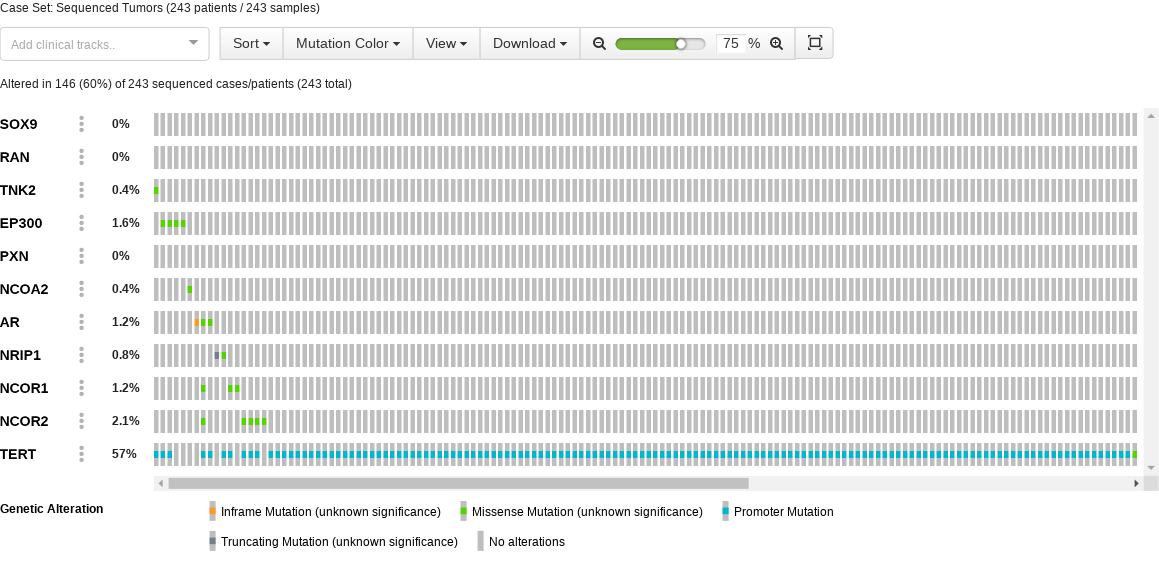 Case Set: Sequenced Tumors (243 patients / 243 samples)
Add clinical tracks.. Sort Mutation Color View Download 75 %
Altered in 146 (60%) of 243 sequenced cases/patients (243 total)
SOX9 0%
RAN 0%
TNK2 0.4%
EP300 1.6%
PXN 0%
NCOA2 0.4%
AR 1.2%
NRIP1 0.8%
NCOR1 1.2%
NCOR2 2.1%
TERT 57%
Genetic Alteration Inframe Mutation (unknown significance) Missense Mutation (unknown significance) Promoter Mutation
Truncating Mutation (unknown significance) No alterations